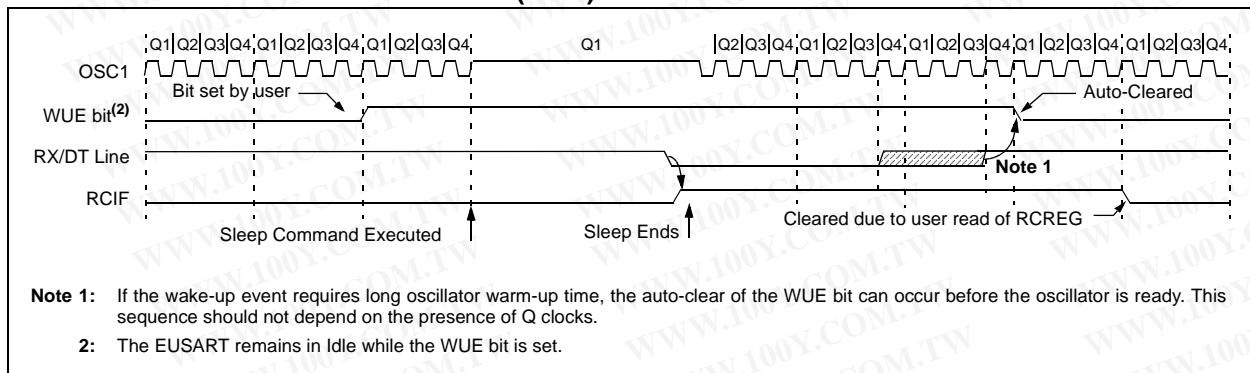 Q1|Q2|Q3|Q4|Q1|Q2|Q3|Q4|Q1|Q2|Q3|Q4 Q1 Q2|Q3|Q4|Q1|Q2|Q3|Q4|Q1|Q2|Q3|Q4|Q1|Q2|Q3|Q4|Q1|Q2|Q3|Q4
OSC1
Bit set by user
Auto-Cleared
WUE bit(2)
RX/DT Line
Note 1
RCIF
Cleared due to user read of RCREG
Sleep Command Executed
Sleep Ends
Note 1: If the wake-up event requires long oscillator warm-up time, the auto-clear of the WUE bit can occur before the oscillator is ready. This
sequence should not depend on the presence of Q clocks.
2: The EUSART remains in Idle while the WUE bit is set.
WWW.100Y.COM.TW